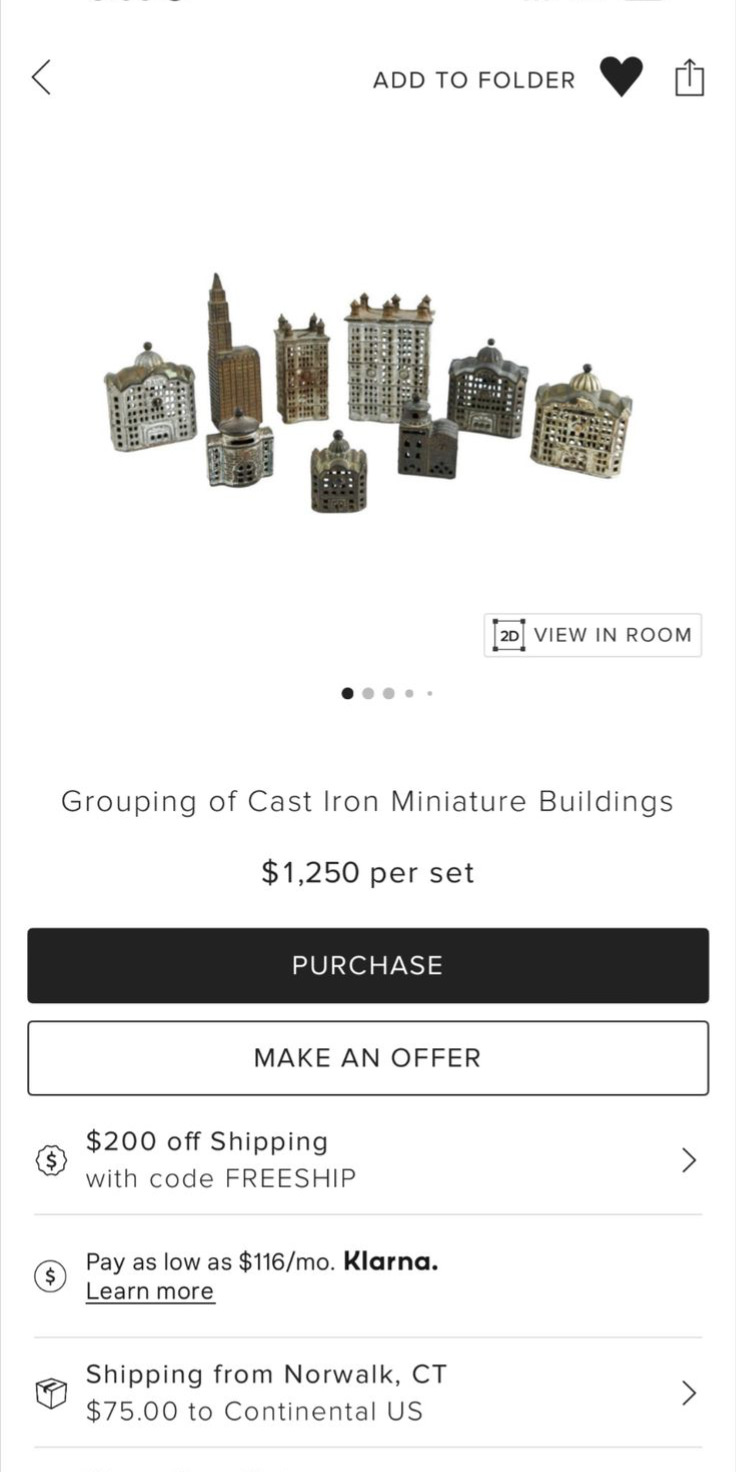 ADD TO FOLDER
2D VIEW IN ROOM
Grouping of Cast Iron Miniature Buildings
$1,250 per set
PURCHASE
MAKE AN OFFER
$200 off Shipping
with code FREESHIP
Pay as low as $116/mo. Klarna.
Learn more
Shipping from Norwalk, CT
$75.00 to Continental US